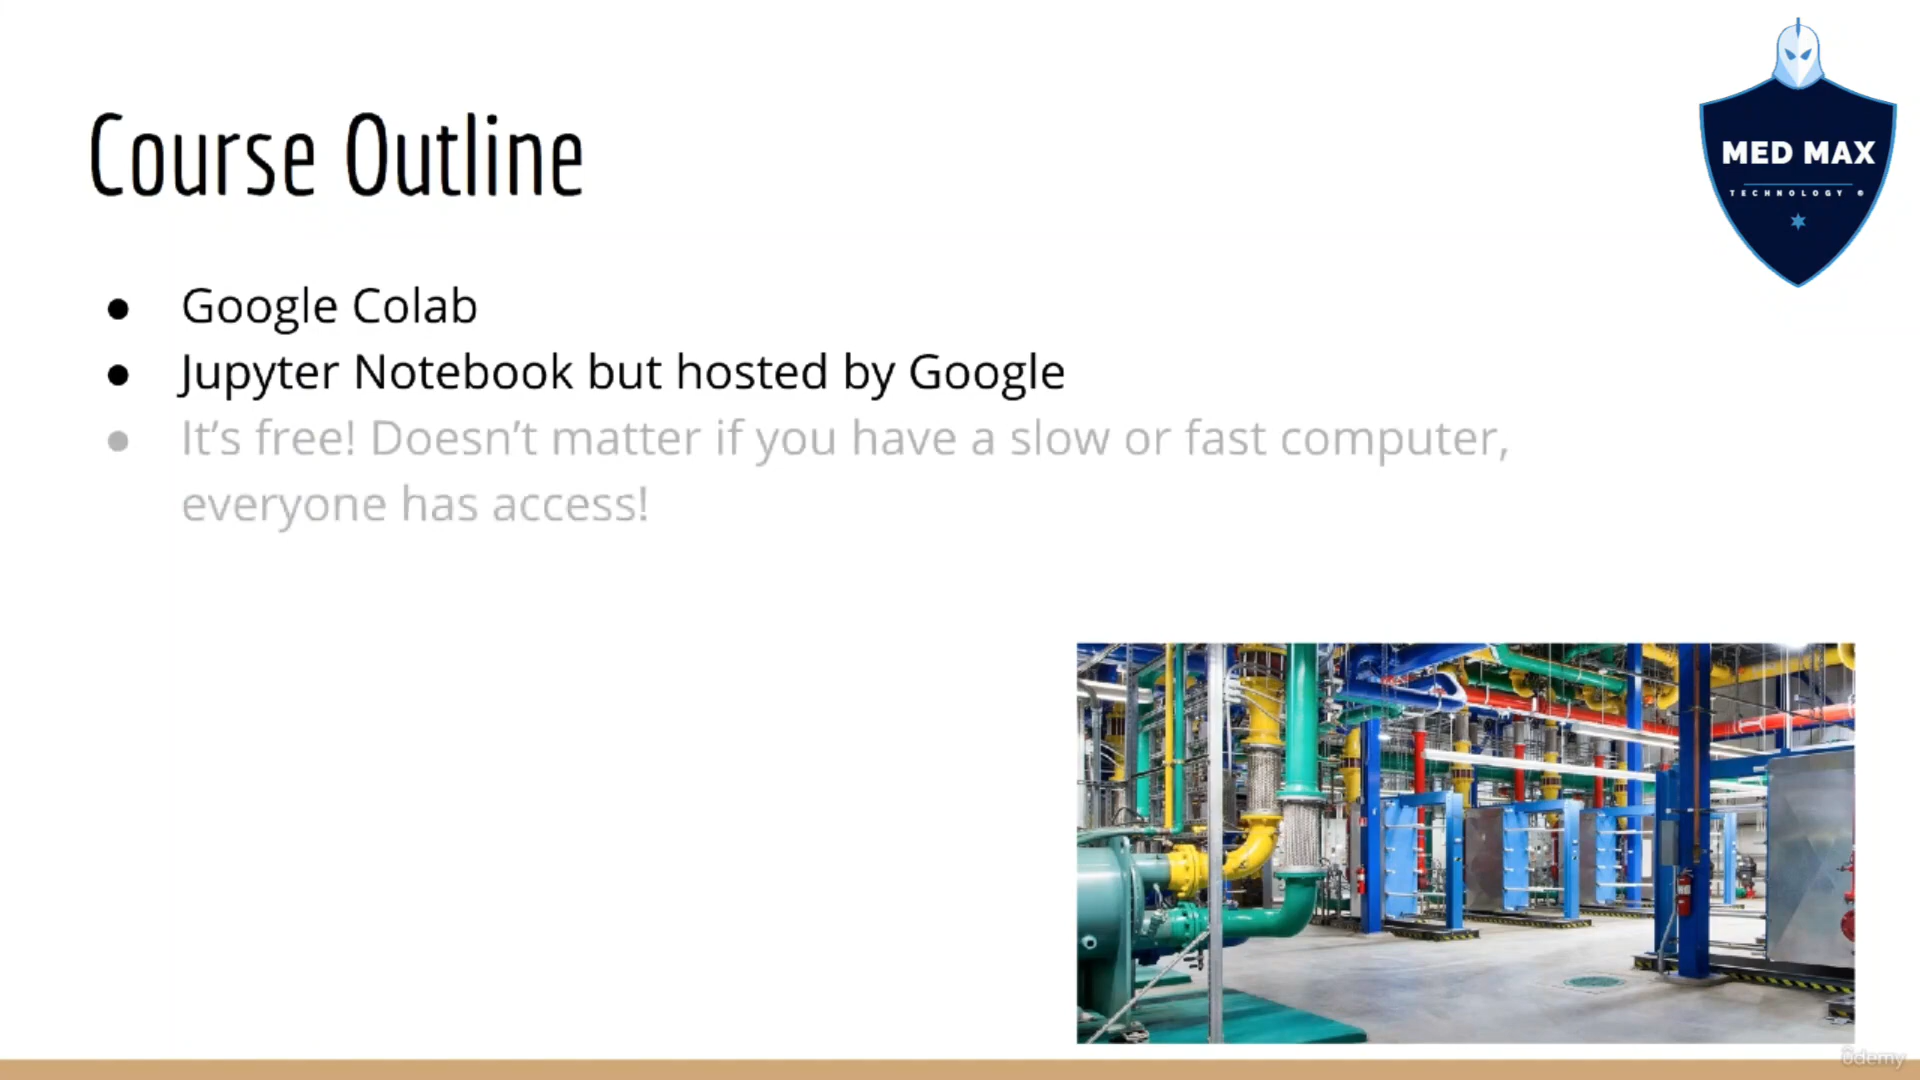 Course Outline
MED MAX
TECHNOLOGY ®
● Google Colab
● Jupyter Notebook but hosted by Google
● It’s free! Doesn’t matter if you have a slow or fast computer,
everyone has access!
ûdemy